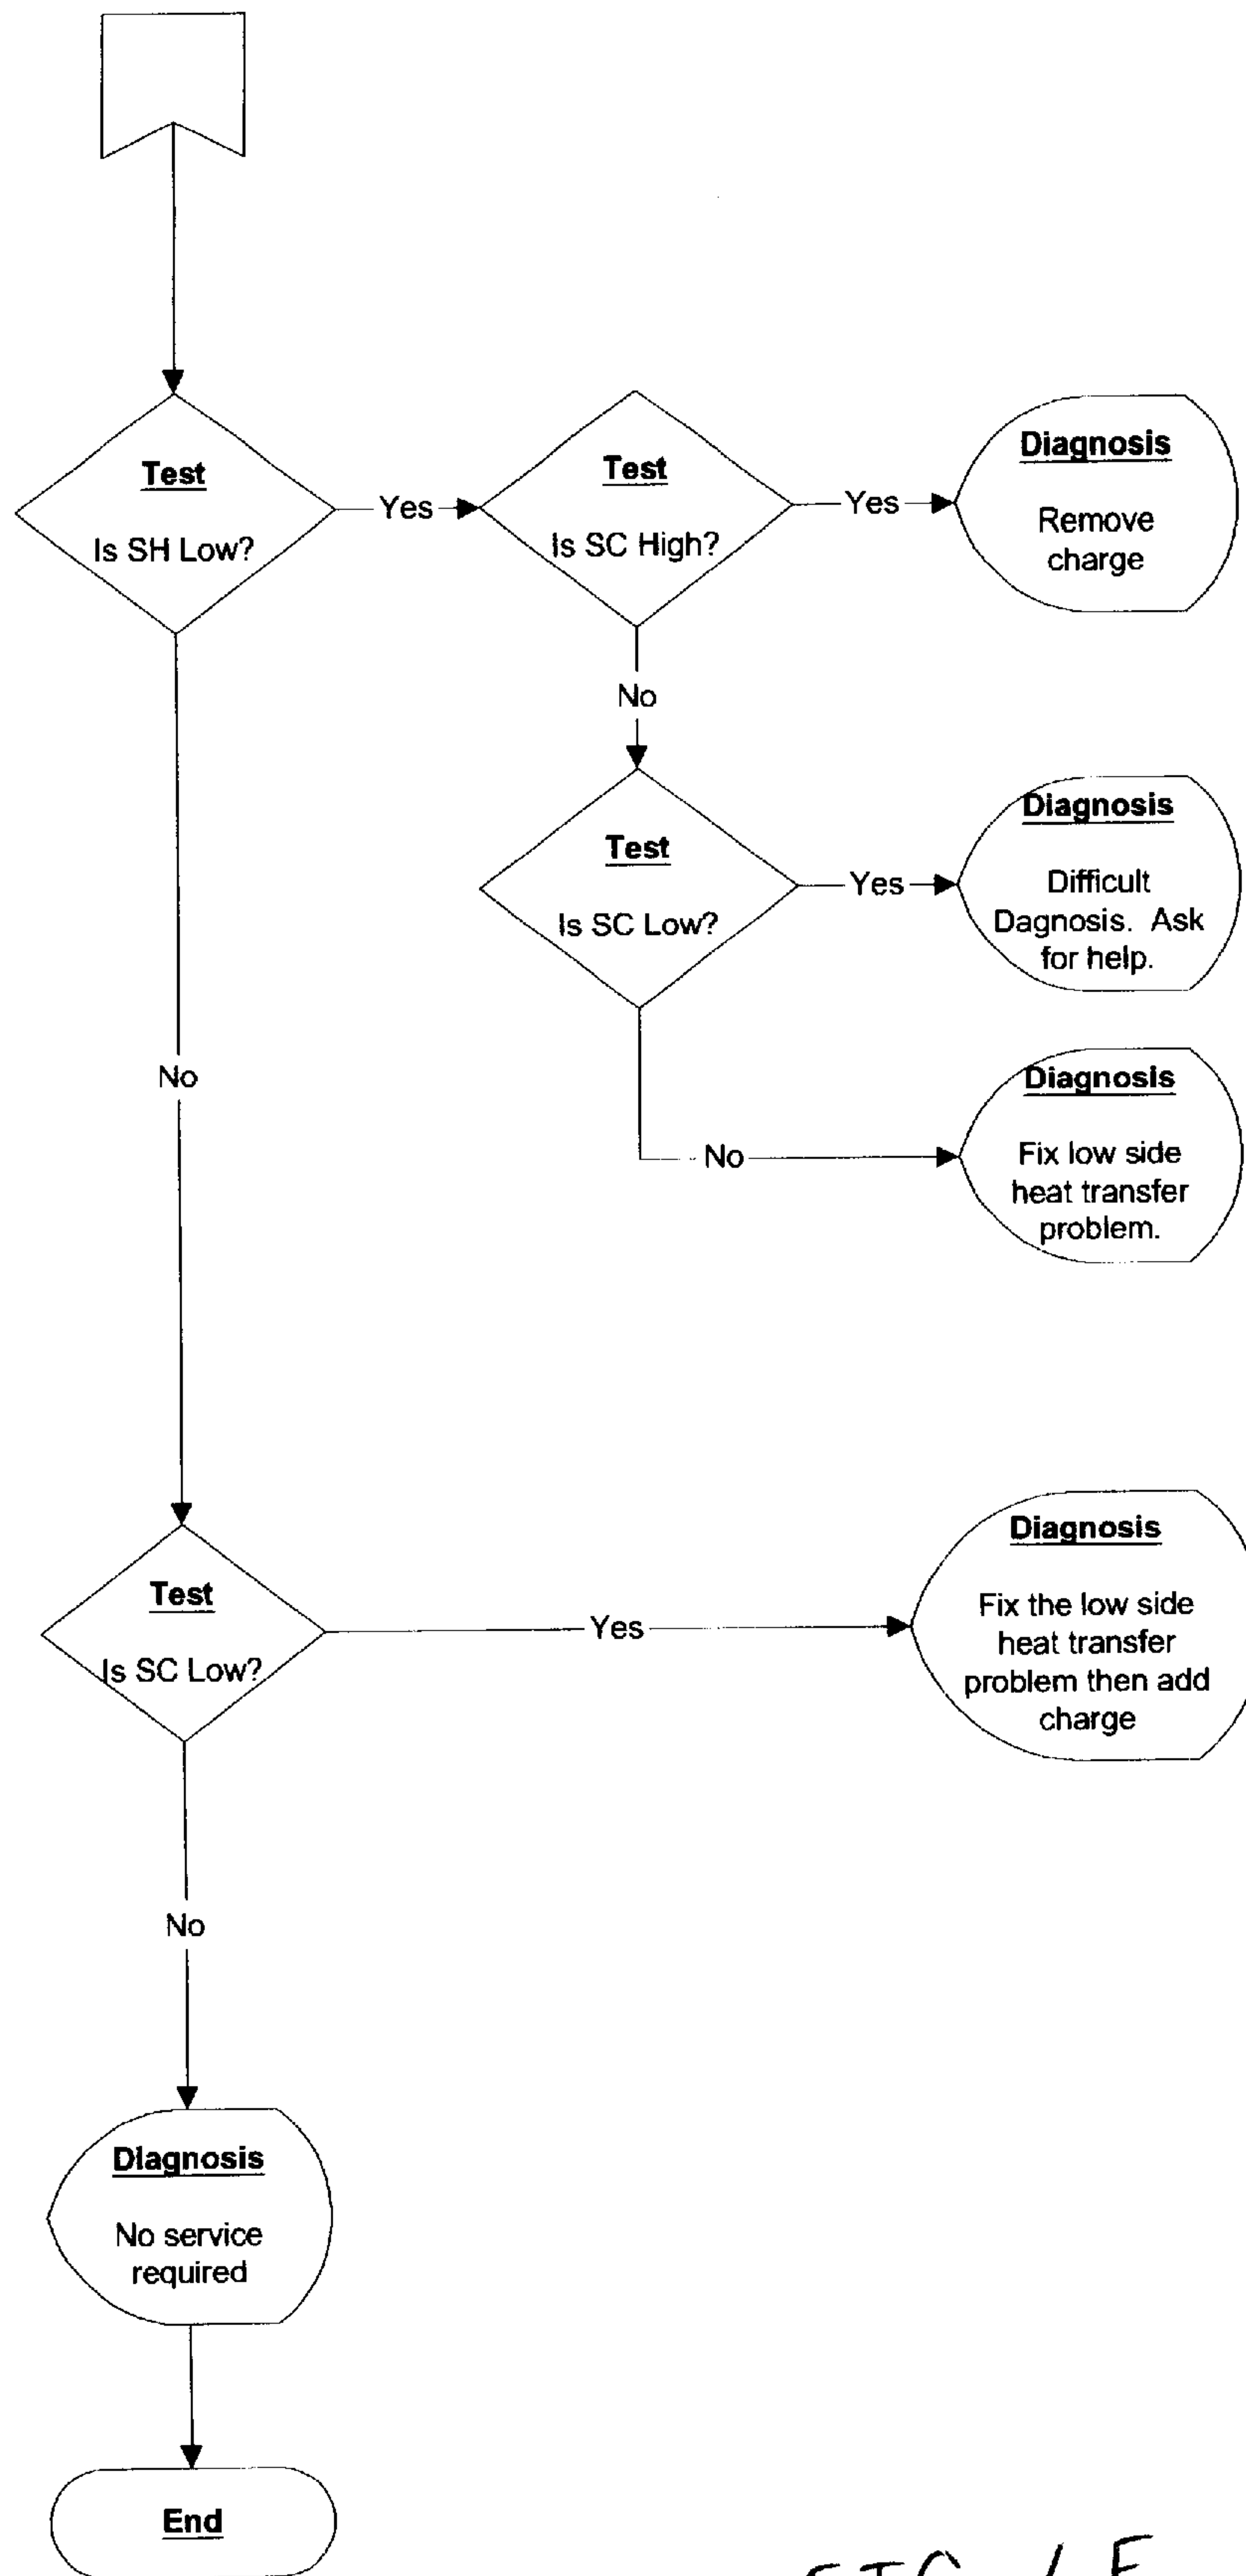 Test
Is SH Low?
Yes
Test
Is SC High?
Yes
Diagnosis
Remove
charge
No
Test
Is SC Low?
Yes
Diagnosis
Difficult
Dagnosis. Ask
for help.
No
Diagnosis
Fix low side
heat transfer
problem.
No
Test
Is SC Low?
Yes
Diagnosis
Fix the low side
heat transfer
problem then add
charge
No
Diagnosis
No service
required
End